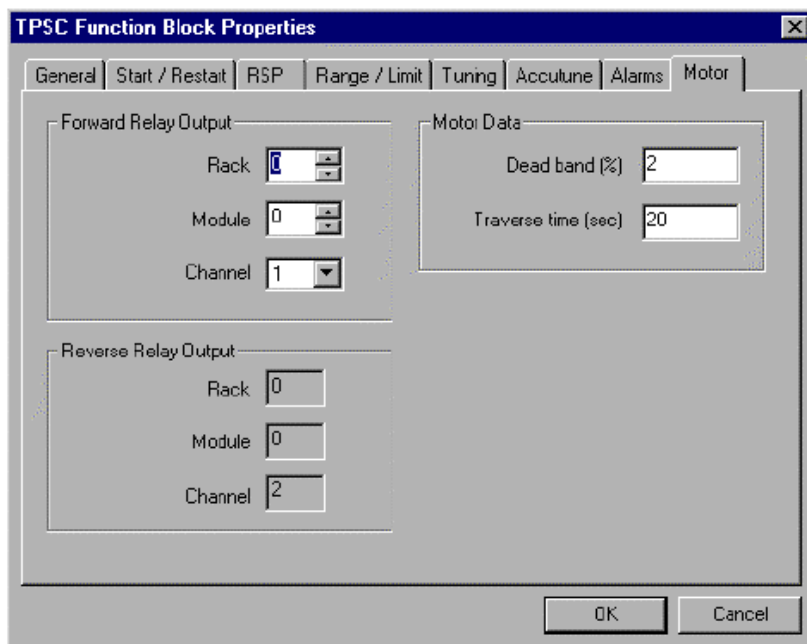 TPSC Function Block Properties
General Start / Restart RSP Range / Limit Tuning Accutune Alarms Motor
Forward Relay Output
Rack 0
Module 0
Channel 1
Motor Data
Dead band (%) 2
Traverse time (sec) 20
Reverse Relay Output
Rack 0
Module 0
Channel 2
OK Cancel